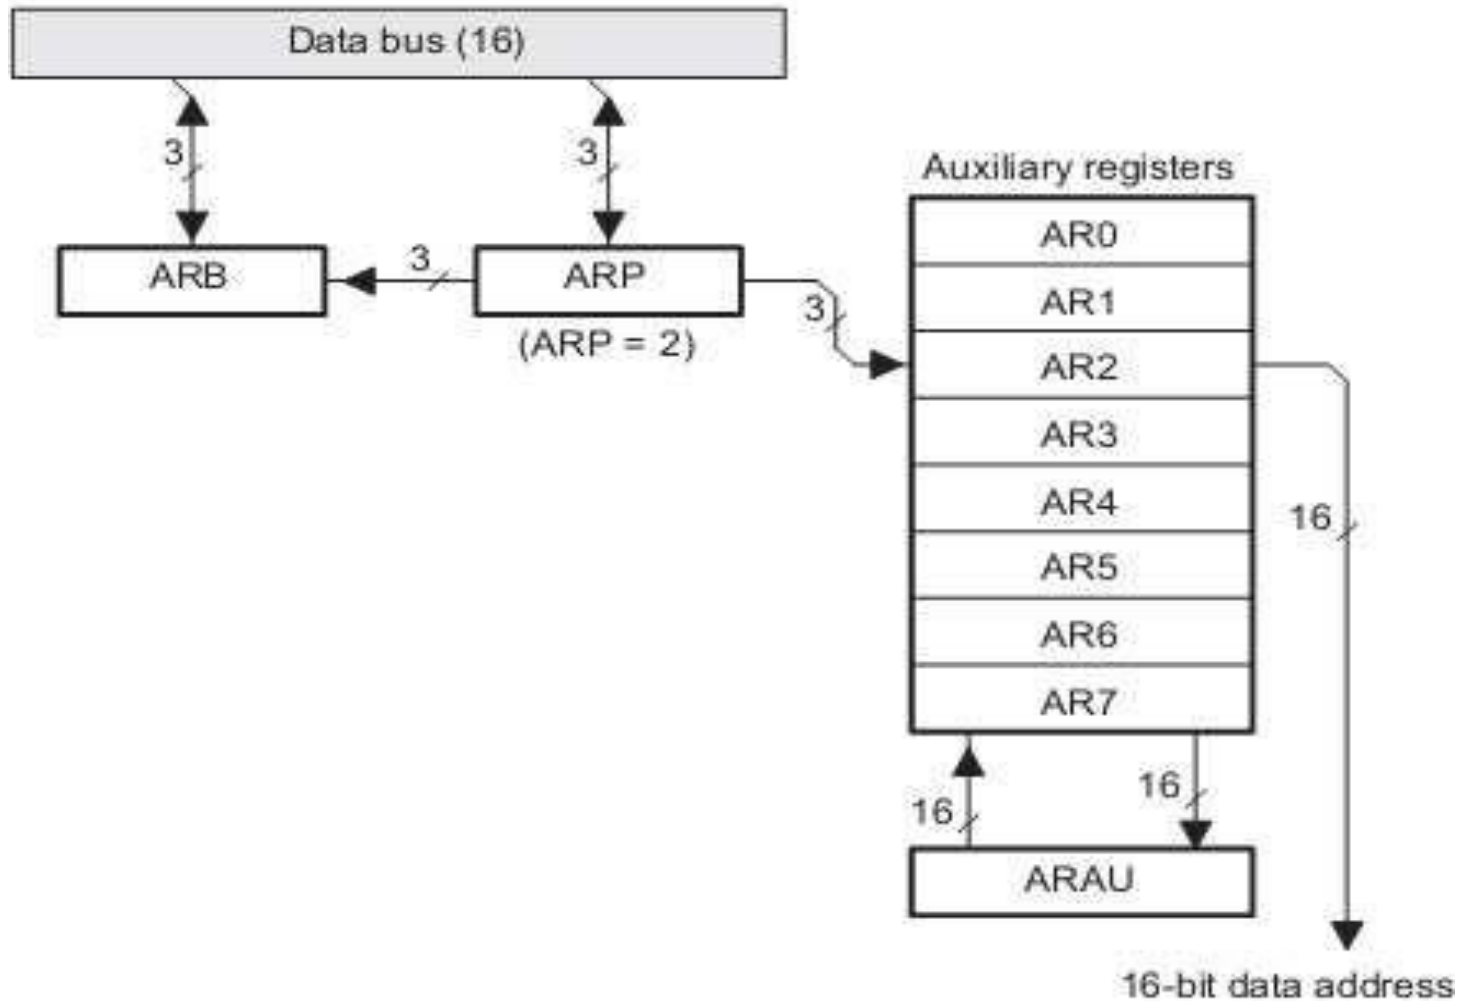 Data bus (16)
3
3
Auxiliary registers
AR0
ARB
3
ARP
AR1
3
(ARP = 2)
AR2
AR3
AR4
16
AR5
AR6
AR7
16
16
ARAU
16-bit data address